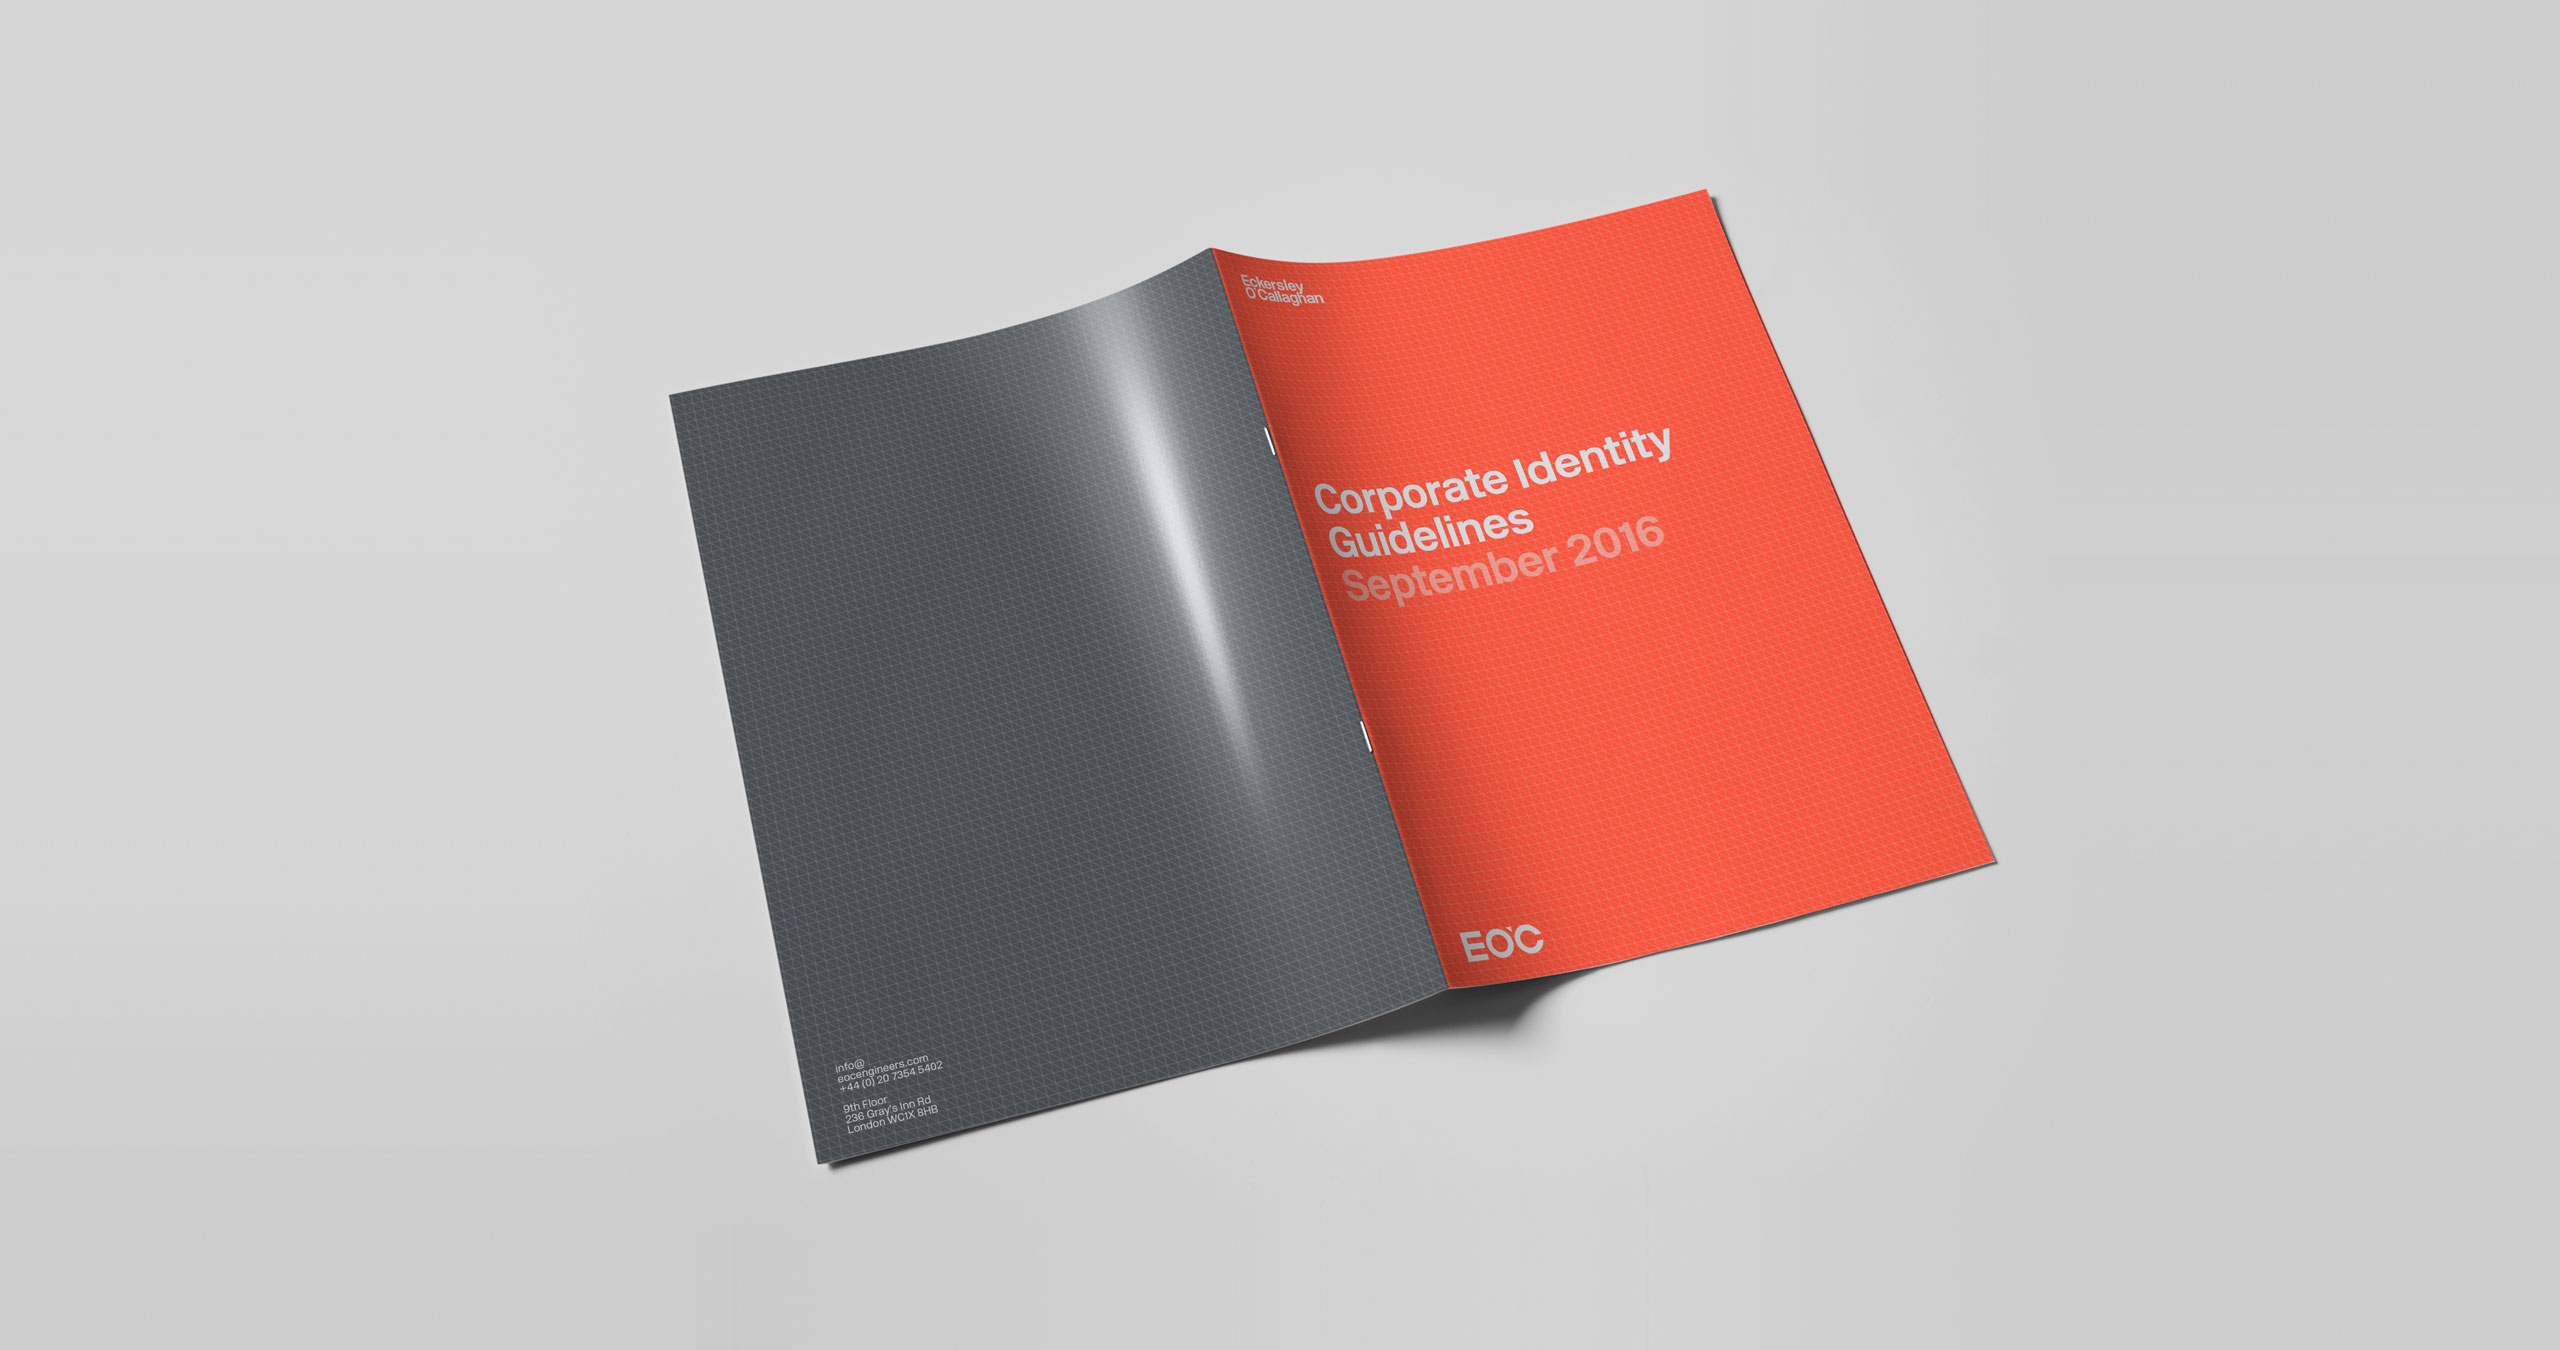 Eckersley
O'Callaghan
Corporate Identity
Guidelines
September 2016
EO'C
info@
eocengineers.com
+44 (0) 20 7354 5402
9th Floor
236 Gray's Inn Rd
London WC1X 8HB